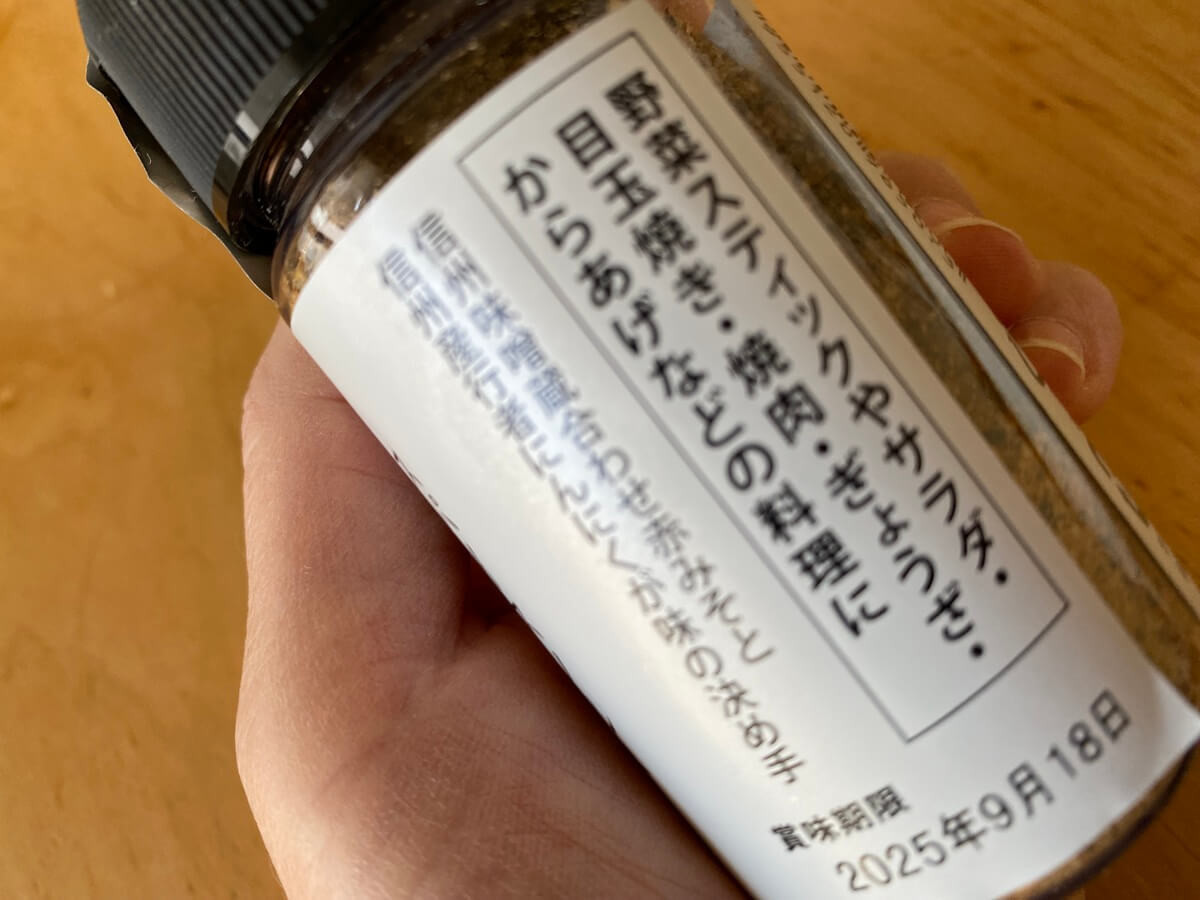 野菜スティックやサラダ・
目玉焼き・焼肉・ぎょうざ・
からあげなどの料理に
信州味噌蔵合わせ赤みそと
信州産行者にんにくが味の決め手
賞味期限
2025年9月18日